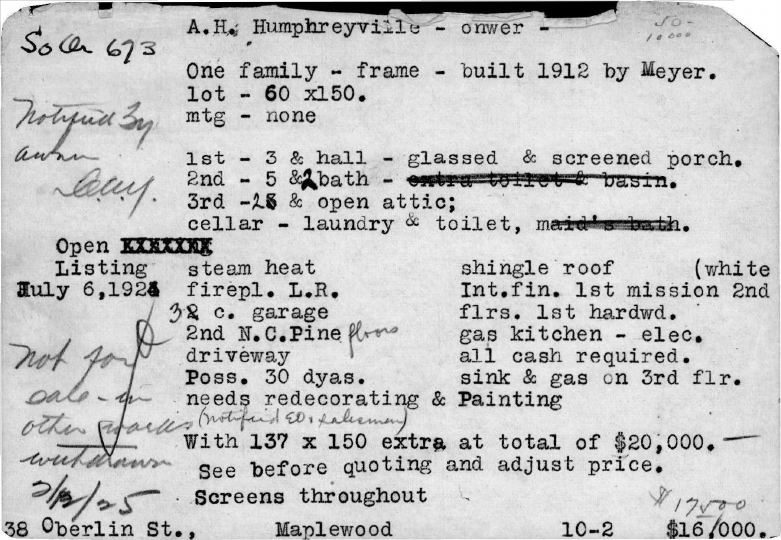 A.H. Humphreyville - onwer -
50-
10000
So Or 673
One family - frame - built 1912 by Meyer.
lot - 60 x150.
mtg - none
Notified By
owner
1st - 3 & hall - glassed & screened porch.
2nd - 5 & 2 bath - extra toilet & basin.
3rd - & open attic;
cellar - laundry & toilet, maid's bath.
Open
Listing
July 6,1924
steam heat
shingle roof (white
firepl. L.R.
Int.fin. 1st mission 2nd
3 c. garage
flrs. 1st hardwd.
2nd N.C.Pine floors
gas kitchen - elec.
driveway
all cash required.
Poss. 30 dyas.
sink & gas on 3rd flr.
needs redecorating & Painting
(notified EO. salesman)
Not for
sale - in
other words
withdrawn
2/12/25
With 137 x 150 extra at total of $20,000. -
See before quoting and adjust price.
Screens throughout
$17500
38 Oberlin St., Maplewood 10-2 $16,000.